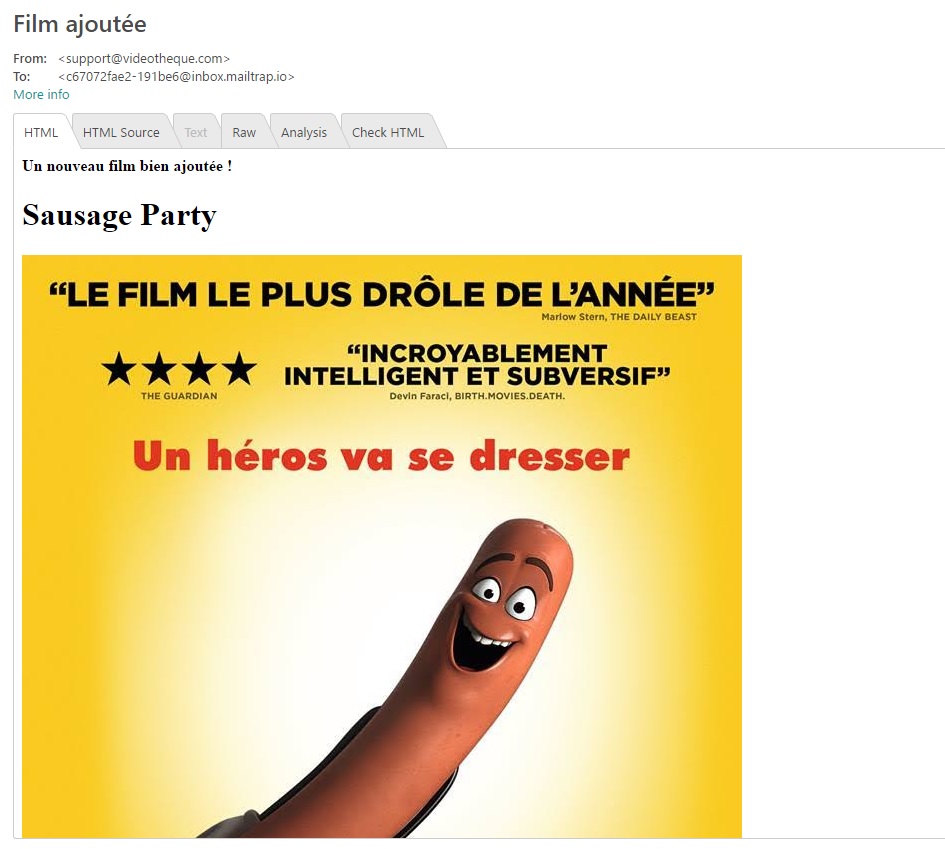 Film ajoutée
From: <support@videotheque.com>
To: <c67072fae2-191be6@inbox.mailtrap.io>
More info
HTML HTML Source Text Raw Analysis Check HTML
Un nouveau film bien ajoutée !
Sausage Party
“LE FILM LE PLUS DRÔLE DE L’ANNÉE”
Marlow Stern, THE DAILY BEAST
“INCROYABLEMENT
INTELLIGENT ET SUBVERSIF”
THE GUARDIAN
Devin Faraci, BIRTH.MOVIES.DEATH.
Un héros va se dresser